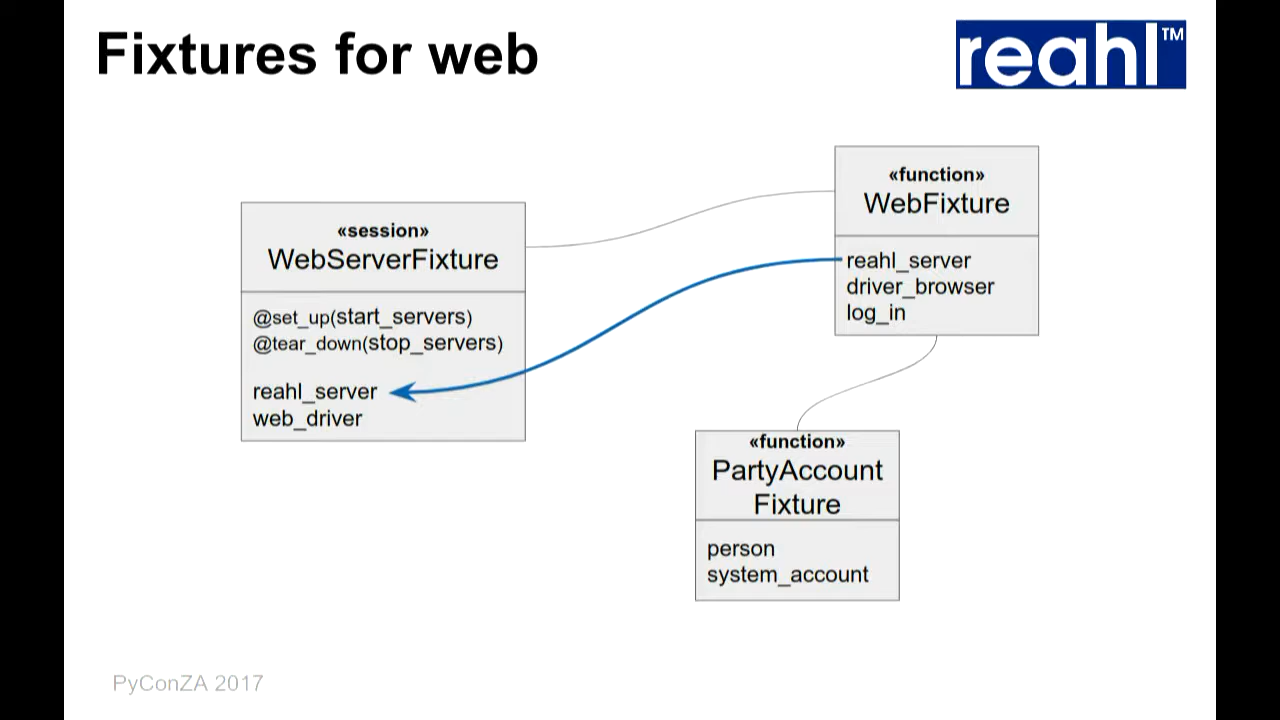 Fixtures for web
reahl™
«function»
WebFixture
reahl_server
driver_browser
log_in
«session»
WebServerFixture
@set_up(start_servers)
@tear_down(stop_servers)
reahl_server
web_driver
«function»
PartyAccount
Fixture
person
system_account
PyConZA 2017